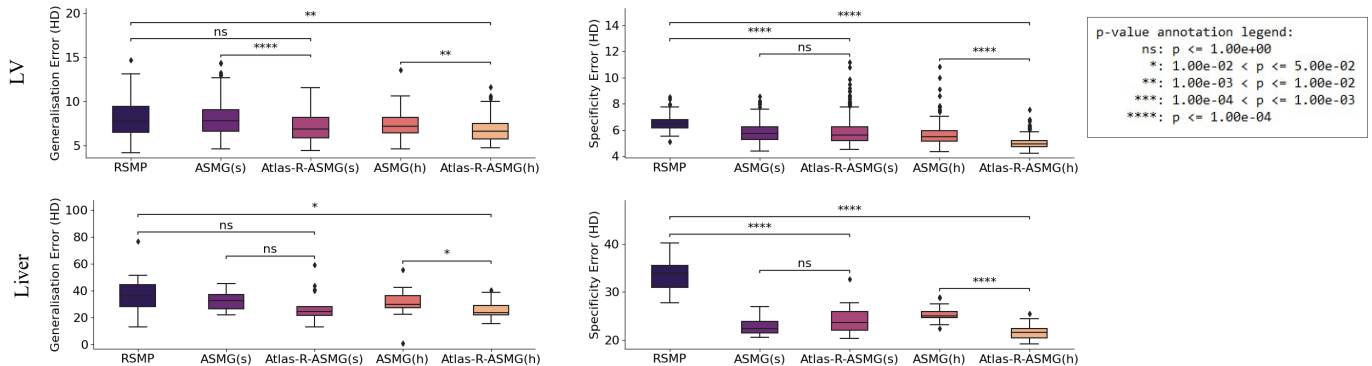 LV
Generalisation Error (HD)
20
15
10
5
**
ns
****
**
RSMP ASMG(s) Atlas-R-ASMG(s) ASMG(h) Atlas-R-ASMG(h)
Specificity Error (HD)
14
12
10
8
6
4
****
****
ns
****
RSMP ASMG(s) Atlas-R-ASMG(s) ASMG(h) Atlas-R-ASMG(h)
p-value annotation legend:
ns: p <= 1.00e+00
*: 1.00e-02 < p <= 5.00e-02
**: 1.00e-03 < p <= 1.00e-02
***: 1.00e-04 < p <= 1.00e-03
****: p <= 1.00e-04
Liver
Generalisation Error (HD)
100
80
60
40
20
0
*
ns
ns
*
RSMP ASMG(s) Atlas-R-ASMG(s) ASMG(h) Atlas-R-ASMG(h)
Specificity Error (HD)
40
30
20
****
****
ns
****
RSMP ASMG(s) Atlas-R-ASMG(s) ASMG(h) Atlas-R-ASMG(h)